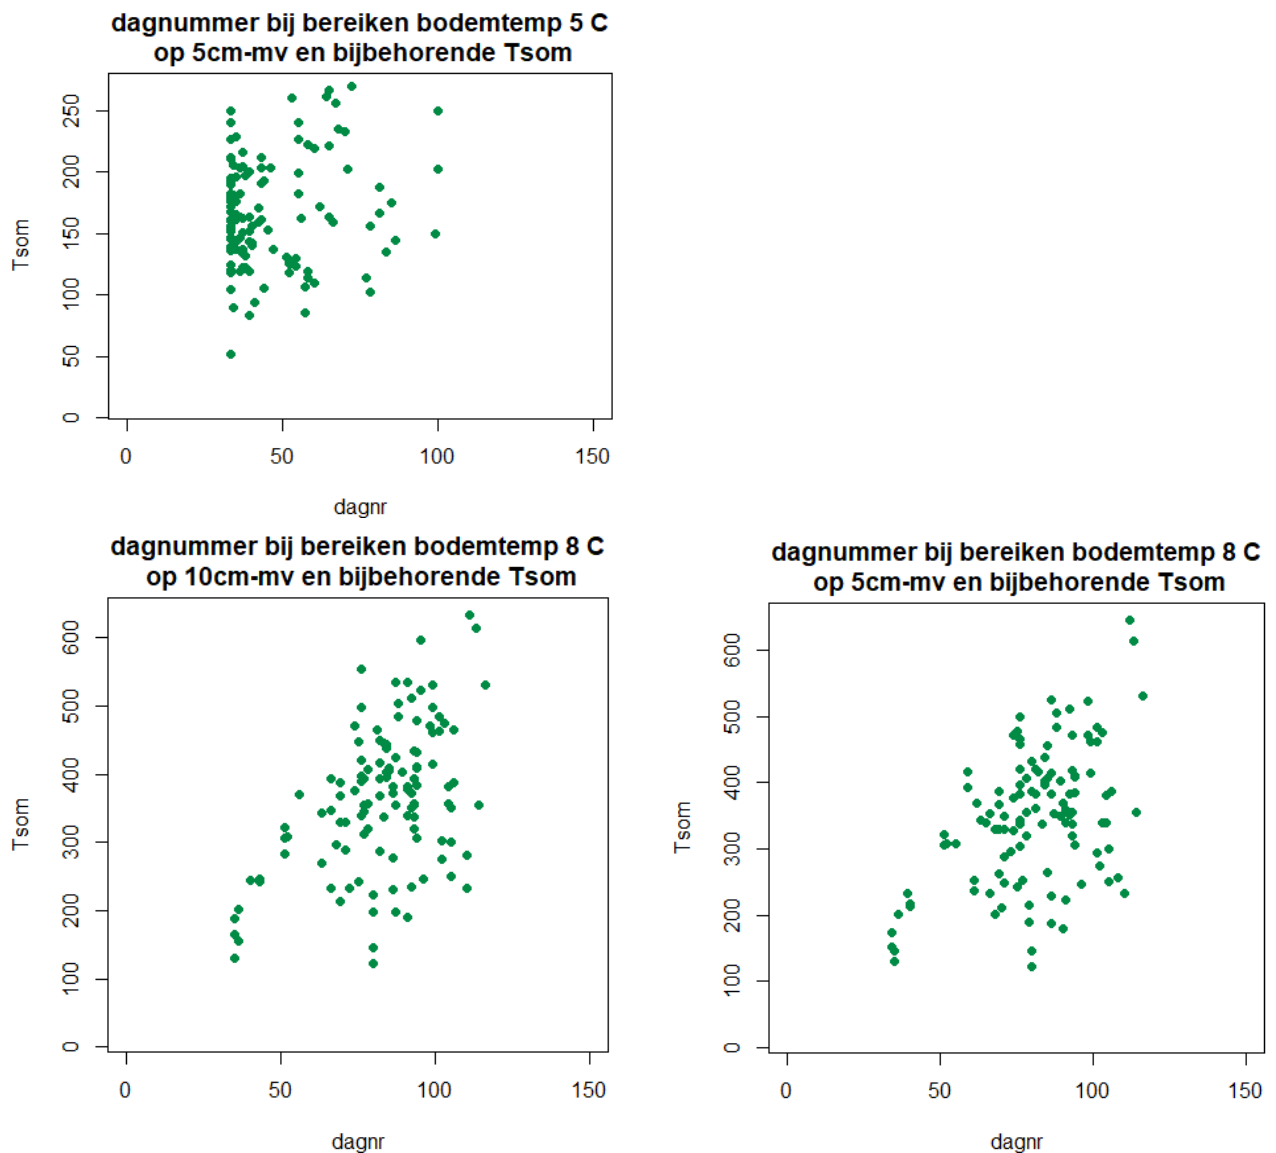 dagnummer bij bereiken bodemtemp 5 C
op 5cm-mv en bijbehorende Tsom
250
200
150
100
50
0
Tsom
0 50 100 150
dagnr
dagnummer bij bereiken bodemtemp 8 C
op 10cm-mv en bijbehorende Tsom
600
500
400
300
200
100
0
Tsom
0 50 100 150
dagnr
dagnummer bij bereiken bodemtemp 8 C
op 5cm-mv en bijbehorende Tsom
600
500
400
300
200
100
0
Tsom
0 50 100 150
dagnr